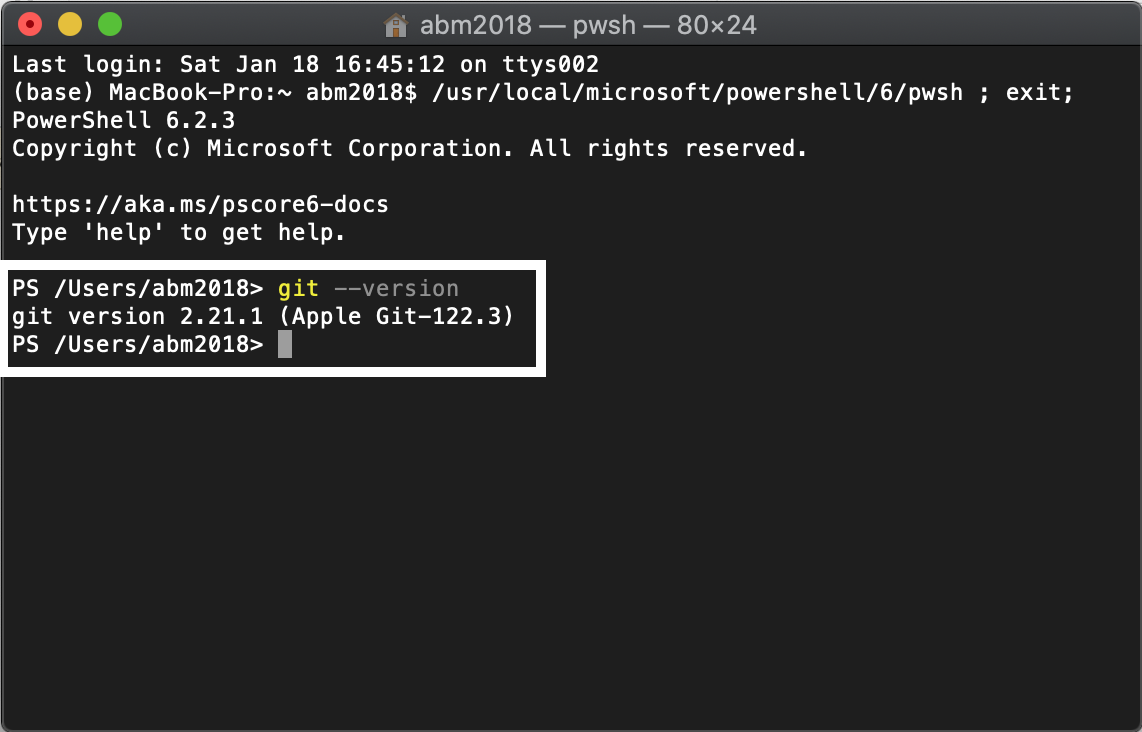 abm2018 — pwsh — 80×24
Last login: Sat Jan 18 16:45:12 on ttys002
(base) MacBook-Pro:~ abm2018$ /usr/local/microsoft/powershell/6/pwsh ; exit;
PowerShell 6.2.3
Copyright (c) Microsoft Corporation. All rights reserved.
https://aka.ms/pscore6-docs
Type 'help' to get help.
PS /Users/abm2018> git --version
git version 2.21.1 (Apple Git-122.3)
PS /Users/abm2018>